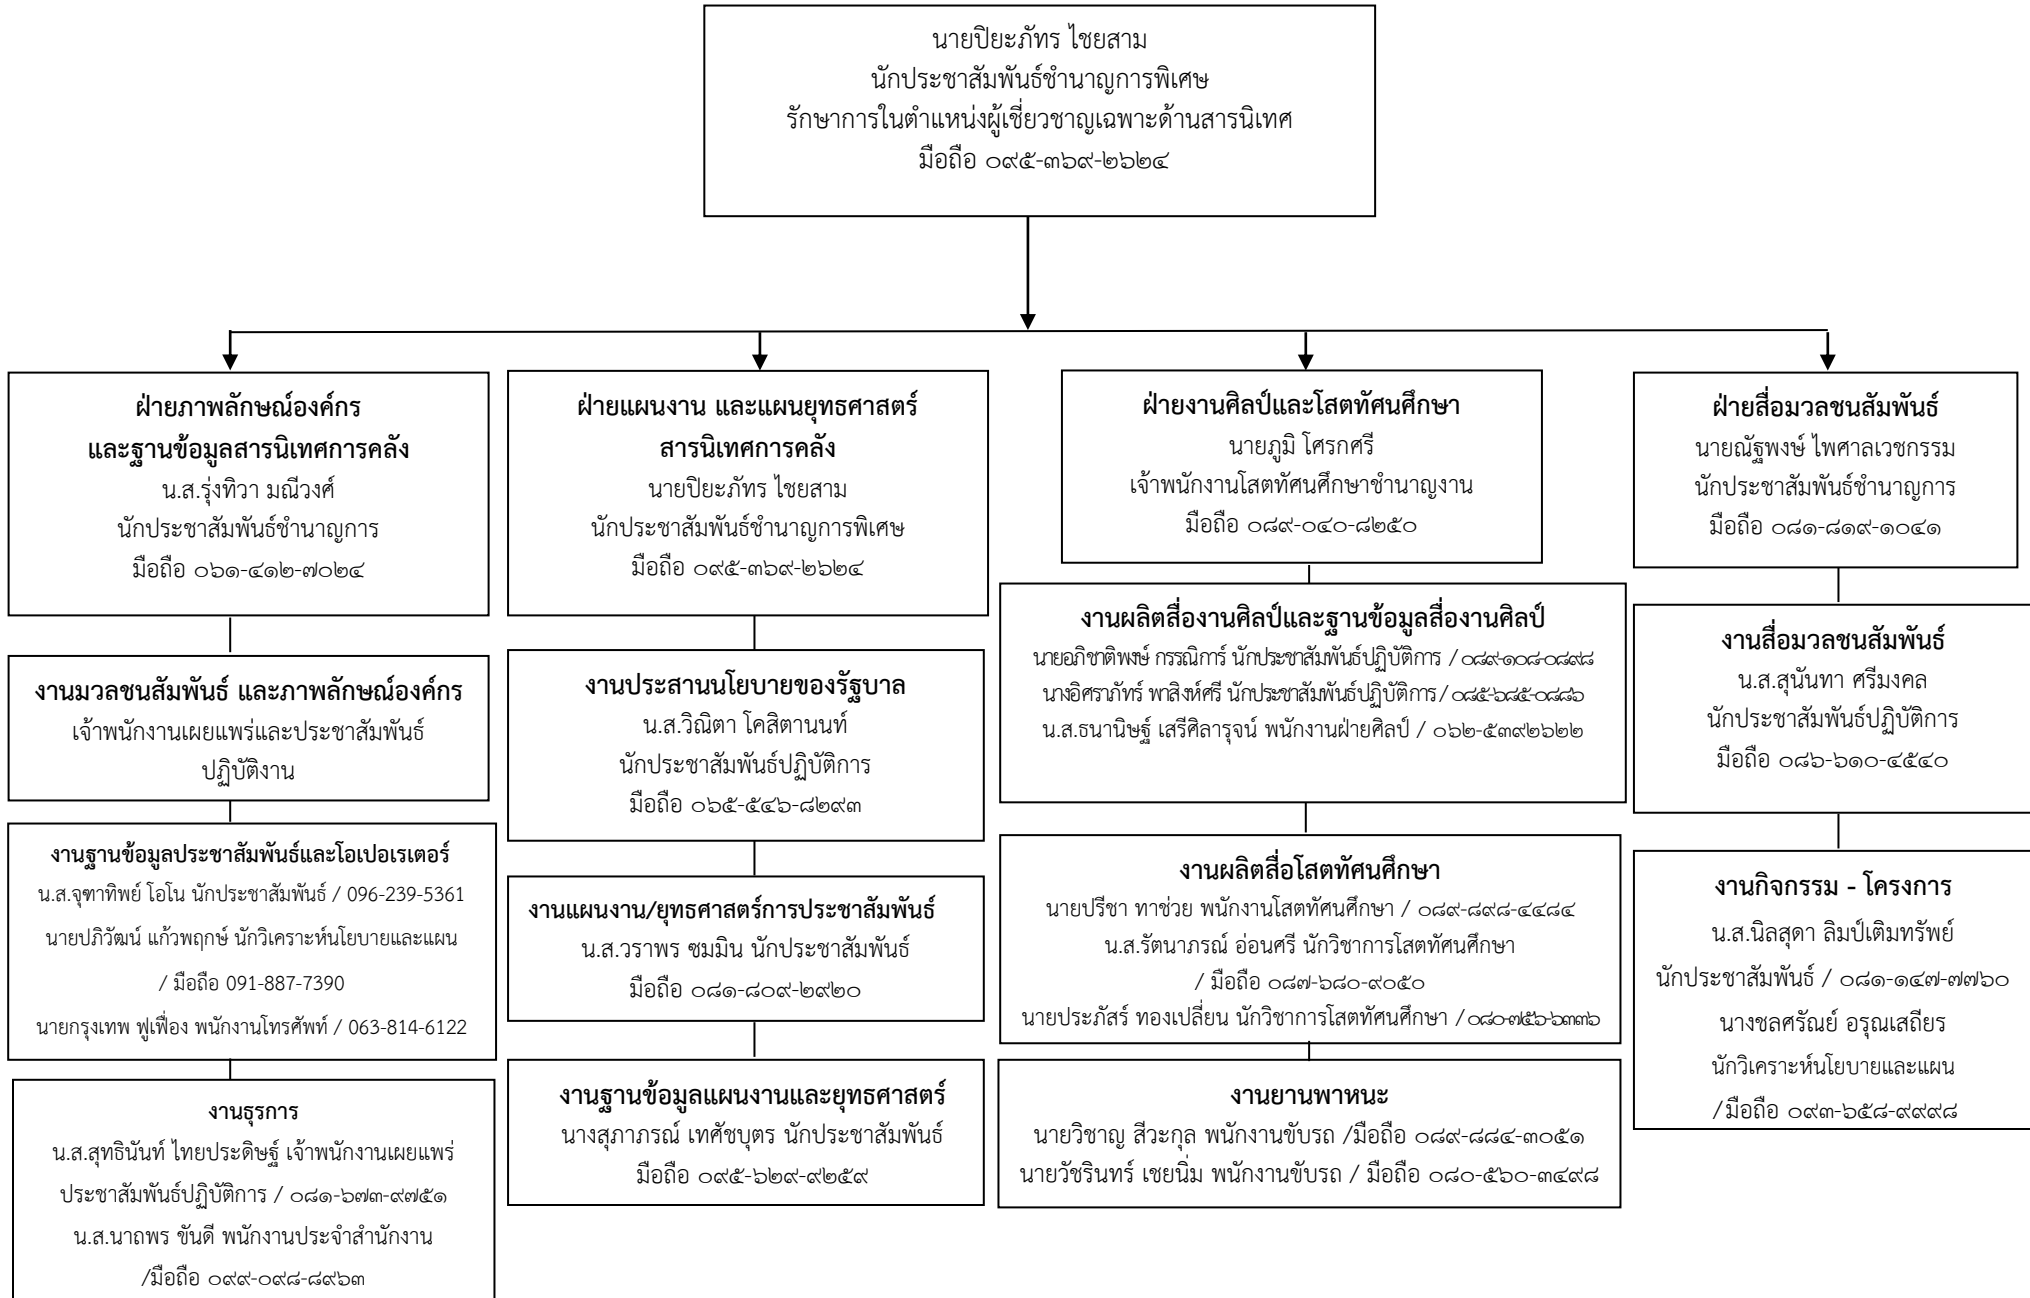 นายปิยะภัทร ไชยสาม
นักประชาสัมพันธ์ชำนาญการพิเศษ
รักษาการในตำแหน่งผู้เชี่ยวชาญเฉพาะด้านสารนิเทศ
มือถือ ๐๙๕-๓๖๙-๒๖๒๔
ฝ่ายภาพลักษณ์องค์กร
และฐานข้อมูลสารนิเทศการคลัง
น.ส.รุ่งทิวา มณีวงศ์
นักประชาสัมพันธ์ชำนาญการ
มือถือ ๐๖๑-๔๑๒-๗๐๒๔
งานมวลชนสัมพันธ์ และภาพลักษณ์องค์กร
เจ้าพนักงานเผยแพร่และประชาสัมพันธ์
ปฏิบัติงาน
งานฐานข้อมูลประชาสัมพันธ์และโอเปอเรเตอร์
น.ส.จุฑาทิพย์ โอโน นักประชาสัมพันธ์ / 096-239-5361
นายปภิวัฒน์ แก้วพฤกษ์ นักวิเคราะห์นโยบายและแผน
/ มือถือ 091-887-7390
นายกรุงเทพ ฟูเฟื่อง พนักงานโทรศัพท์ / 063-814-6122
งานธุรการ
น.ส.สุทธินันท์ ไทยประดิษฐ์ เจ้าพนักงานเผยแพร่
ประชาสัมพันธ์ปฏิบัติการ / ๐๘๑-๖๗๓-๙๗๕๑
น.ส.นาถพร ขันดี พนักงานประจำสำนักงาน
/มือถือ ๐๙๙-๐๙๘-๘๙๖๓
ฝ่ายแผนงาน และแผนยุทธศาสตร์
สารนิเทศการคลัง
นายปิยะภัทร ไชยสาม
นักประชาสัมพันธ์ชำนาญการพิเศษ
มือถือ ๐๙๕-๓๖๙-๒๖๒๔
งานประสานนโยบายของรัฐบาล
น.ส.วิณิตา โคสิตานนท์
นักประชาสัมพันธ์ปฏิบัติการ
มือถือ ๐๖๕-๕๔๖-๘๒๙๓
งานแผนงาน/ยุทธศาสตร์การประชาสัมพันธ์
น.ส.วราพร ชมมิน นักประชาสัมพันธ์
มือถือ ๐๘๑-๘๐๙-๒๙๒๐
งานฐานข้อมูลแผนงานและยุทธศาสตร์
นางสุภาภรณ์ เทศัชบุตร นักประชาสัมพันธ์
มือถือ ๐๙๕-๖๒๙-๙๒๕๙
ฝ่ายงานศิลป์และโสตทัศนศึกษา
นายภูมิ โศรกศรี
เจ้าพนักงานโสตทัศนศึกษาชำนาญงาน
มือถือ ๐๘๙-๐๔๐-๘๒๕๐
งานผลิตสื่องานศิลป์และฐานข้อมูลสื่องานศิลป์
นายอภิชาติพงษ์ กรรณิการ์ นักประชาสัมพันธ์ปฏิบัติการ / ๐๘๙-๑๐๘-๐๘๙๘
นางอิศราภัทร์ พาสิงห์ศรี นักประชาสัมพันธ์ปฏิบัติการ / ๐๘๕-๖๘๕-๐๘๘๖
น.ส.ธนานิษฐ์ เสรีศิลารุจน์ พนักงานฝ่ายศิลป์ / ๐๖๒-๕๓๙๒๖๒๒
งานผลิตสื่อโสตทัศนศึกษา
นายปรีชา ทาช่วย พนักงานโสตทัศนศึกษา / ๐๘๙-๘๙๘-๔๔๘๔
น.ส.รัตนาภรณ์ อ่อนศรี นักวิชาการโสตทัศนศึกษา
/ มือถือ ๐๘๗-๖๘๐-๙๐๕๐
นายประภัสร์ ทองเปลี่ยน นักวิชาการโสตทัศนศึกษา / ๐๘๐-๗๕๖-๖๓๓๖
งานยานพาหนะ
นายวิชาญ สีวะกุล พนักงานขับรถ /มือถือ ๐๘๙-๘๘๔-๓๐๕๑
นายวัชรินทร์ เชยนิ่ม พนักงานขับรถ / มือถือ ๐๘๐-๕๖๐-๓๔๙๘
ฝ่ายสื่อมวลชนสัมพันธ์
นายณัฐพงษ์ ไพศาลเวชกรรม
นักประชาสัมพันธ์ชำนาญการ
มือถือ ๐๘๑-๘๑๙-๑๐๔๑
งานสื่อมวลชนสัมพันธ์
น.ส.สุนันทา ศรีมงคล
นักประชาสัมพันธ์ปฏิบัติการ
มือถือ ๐๘๖-๖๑๐-๔๕๔๐
งานกิจกรรม - โครงการ
น.ส.นิลสุดา ลิมป์เติมทรัพย์
นักประชาสัมพันธ์ / ๐๘๑-๑๔๗-๗๗๖๐
นางชลศรัณย์ อรุณเสถียร
นักวิเคราะห์นโยบายและแผน
/มือถือ ๐๙๓-๖๕๘-๙๙๙๘